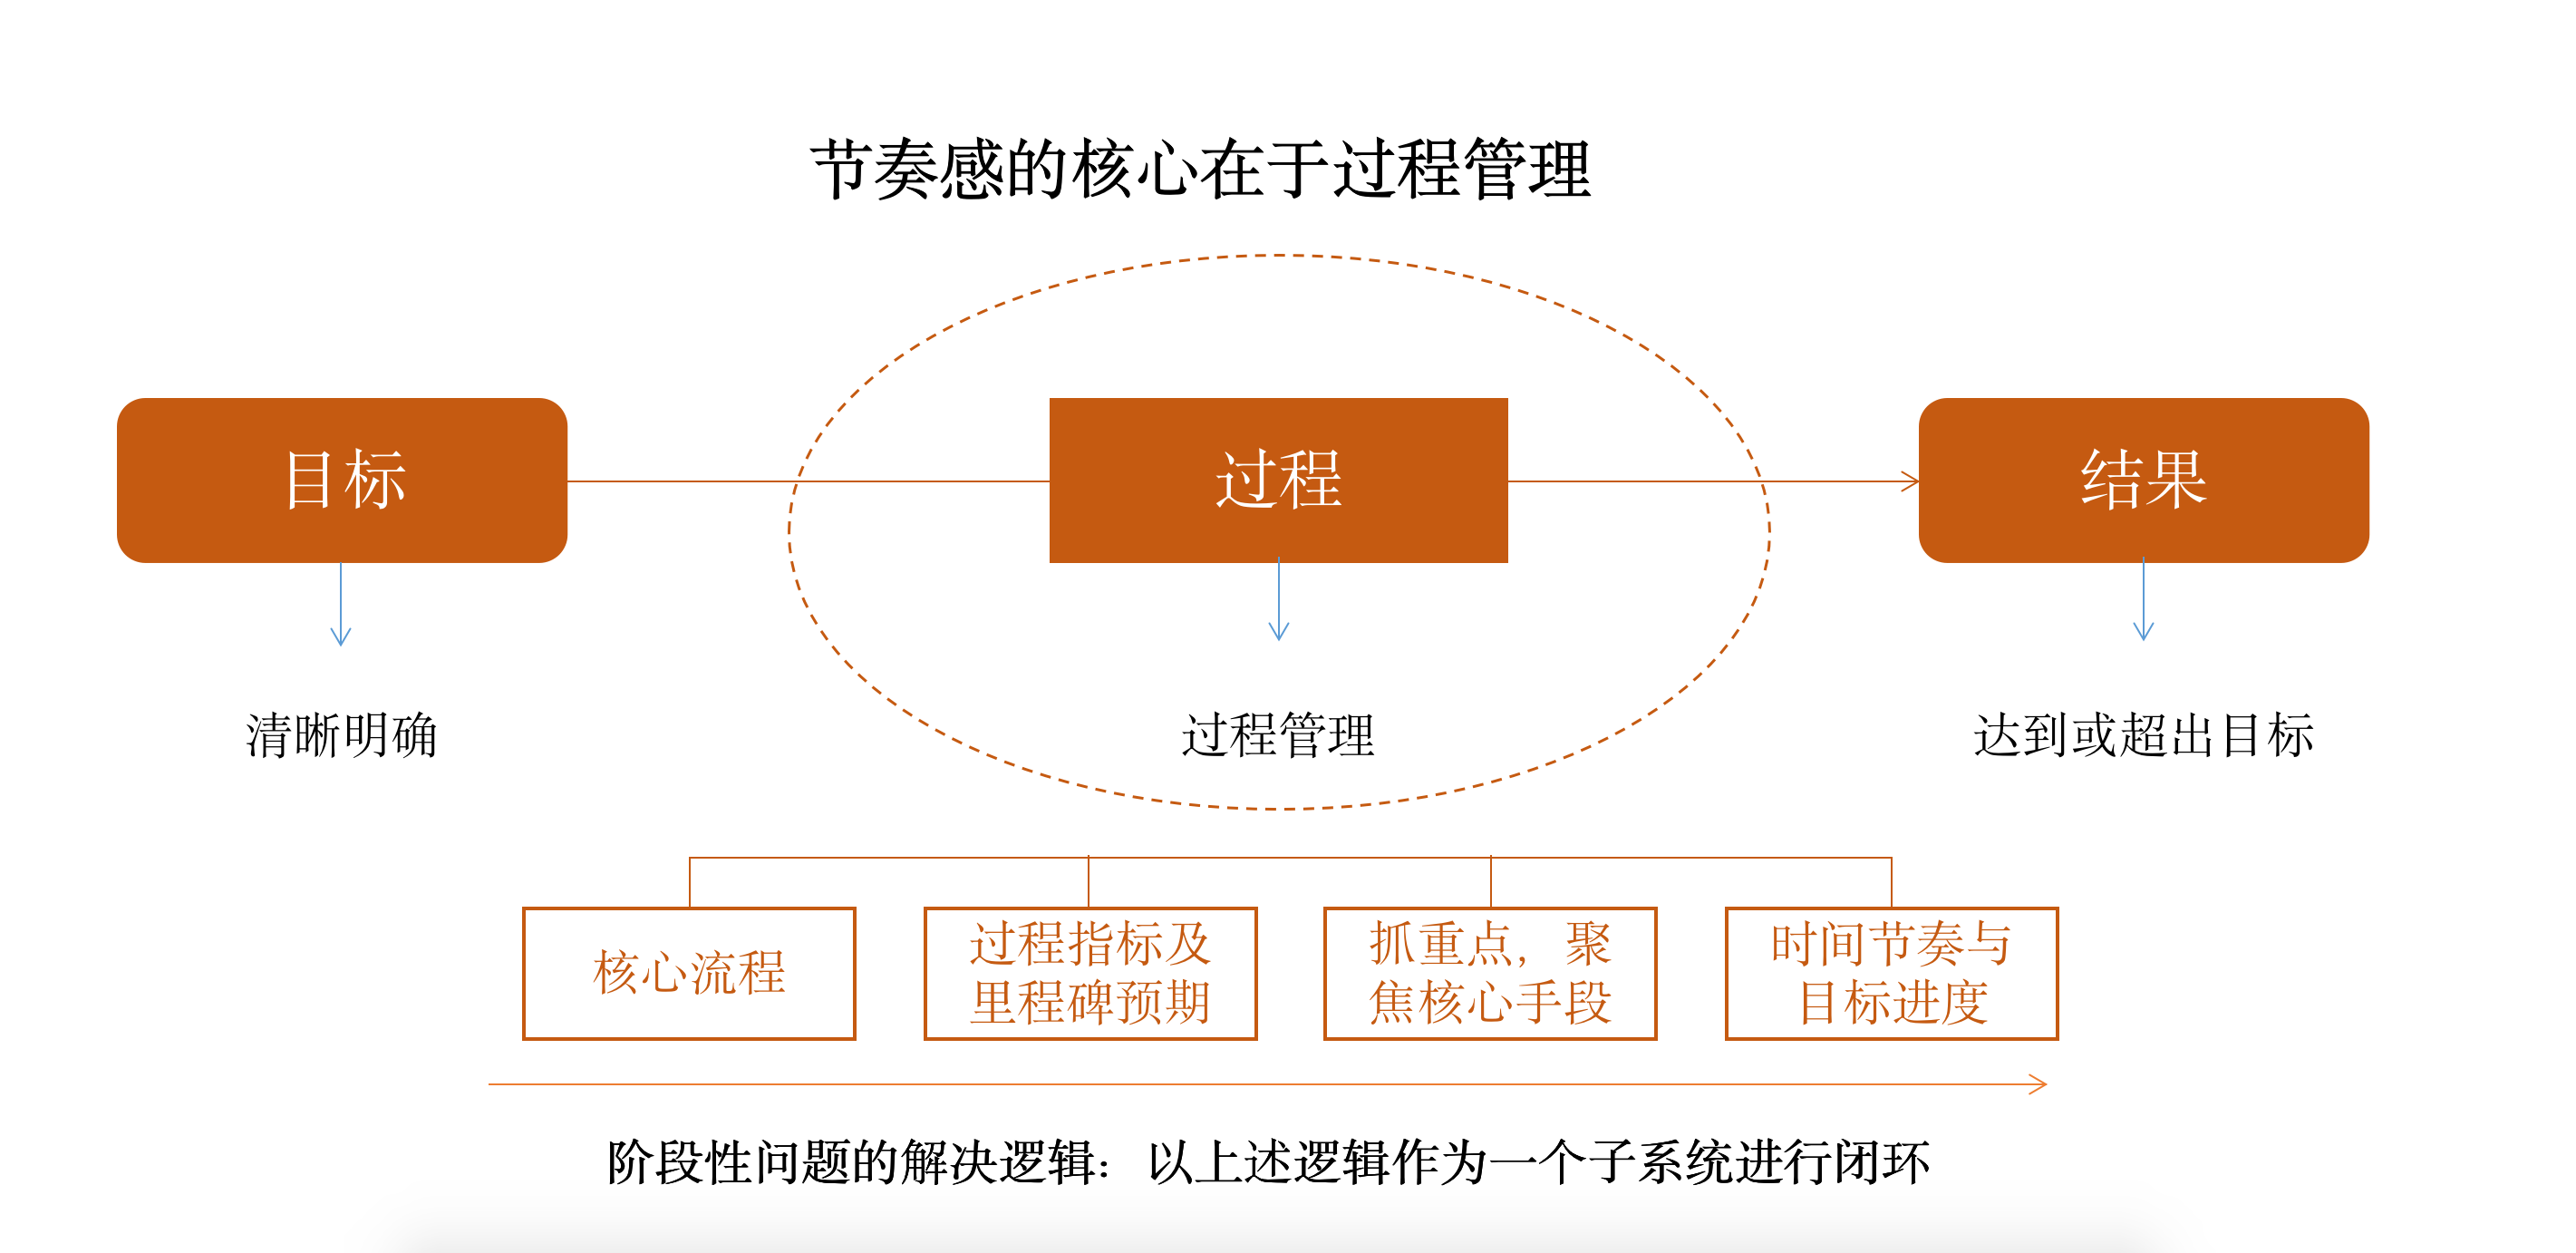 节奏感的核心在于过程管理
目标
过程
结果
清晰明确
过程管理
达到或超出目标
核心流程
过程指标及
里程碑预期
抓重点，聚
焦核心手段
时间节奏与
目标进度
阶段性问题的解决逻辑：以上述逻辑作为一个子系统进行闭环